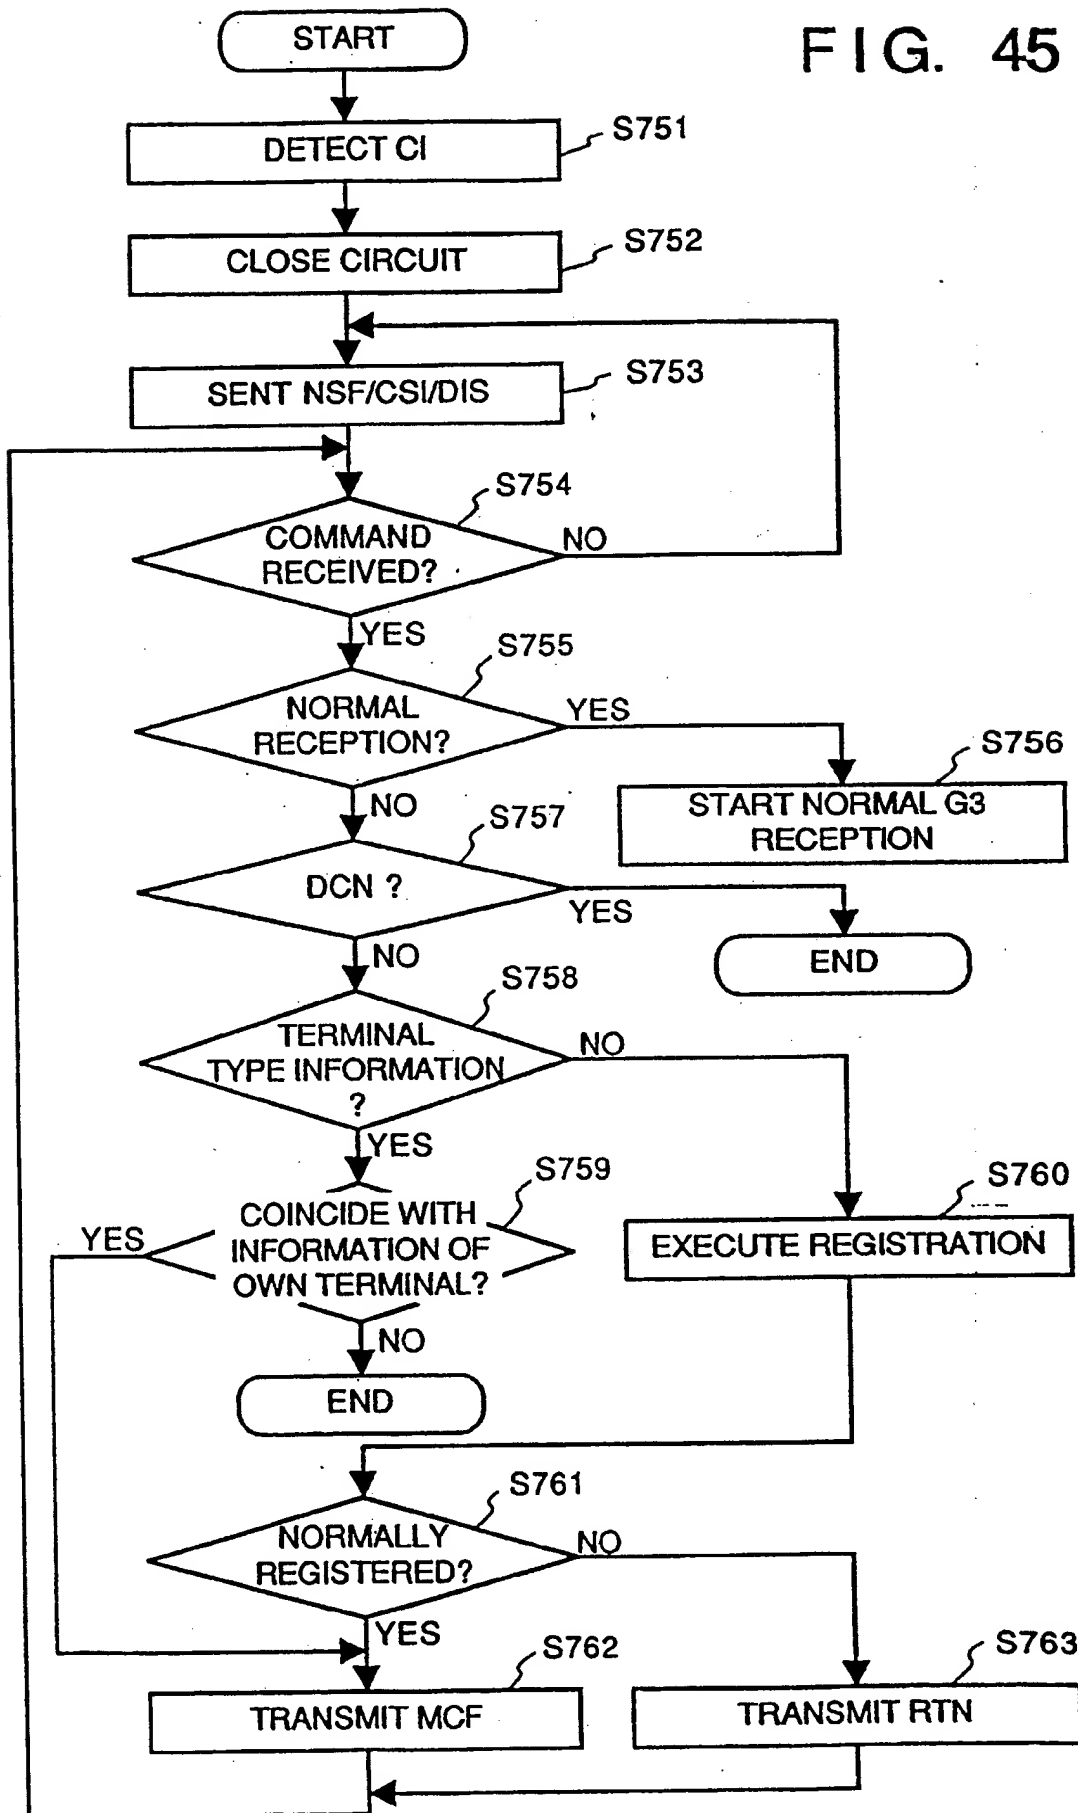 FIG. 45
START
S751
DETECT CI
S752
CLOSE CIRCUIT
S753
SENT NSF/CSI/DIS
S754
COMMAND
RECEIVED?
NO
YES
S755
NORMAL
RECEPTION?
YES
NO
S756
START NORMAL G3
RECEPTION
S757
DCN ?
YES
NO
END
S758
TERMINAL
TYPE INFORMATION
?
NO
YES
S759
COINCIDE WITH
INFORMATION OF
OWN TERMINAL?
YES
NO
S760
EXECUTE REGISTRATION
END
S761
NORMALLY
REGISTERED?
NO
YES
S762
TRANSMIT MCF
S763
TRANSMIT RTN